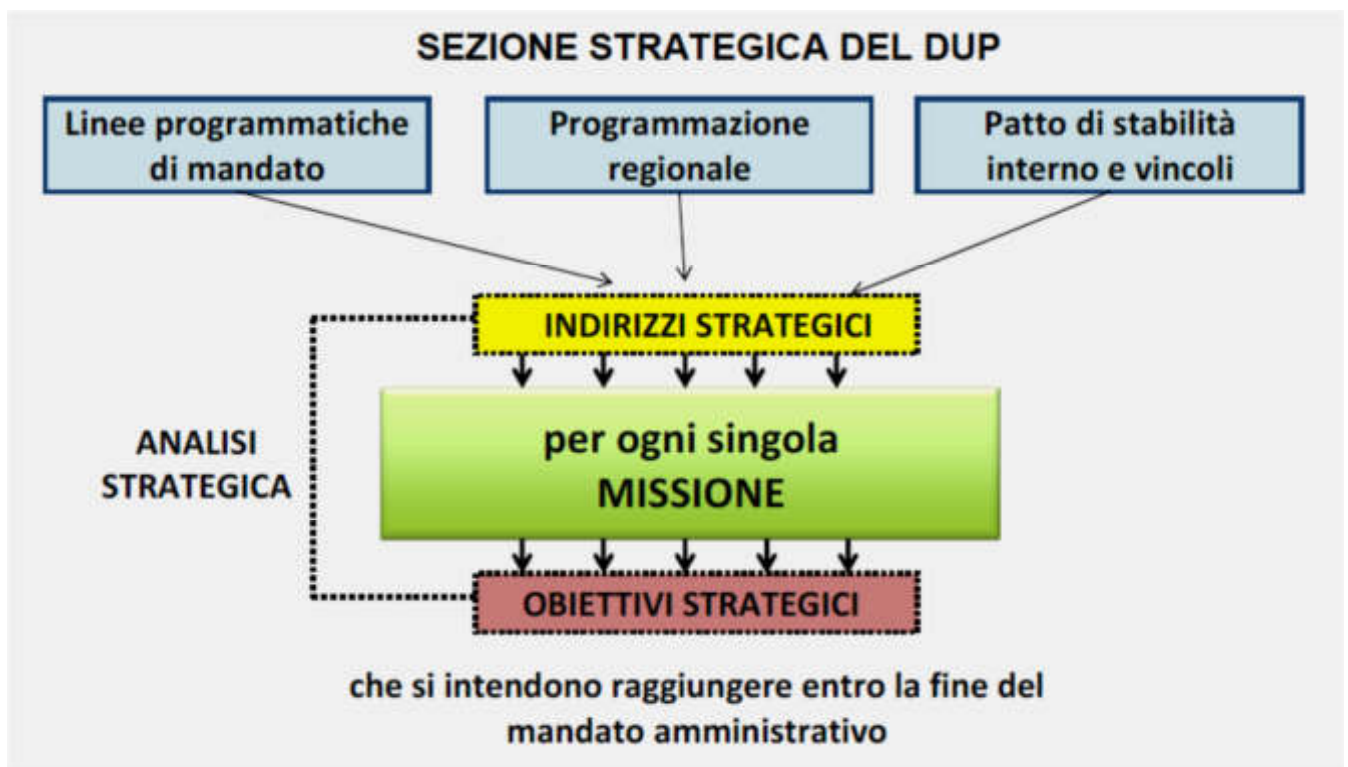 SEZIONE STRATEGICA DEL DUP
Linee programmatiche
di mandato
Programmazione
regionale
Patto di stabilità
interno e vincoli
INDIRIZZI STRATEGICI
ANALISI
STRATEGICA
per ogni singola
MISSIONE
OBIETTIVI STRATEGICI
che si intendono raggiungere entro la fine del
mandato amministrativo